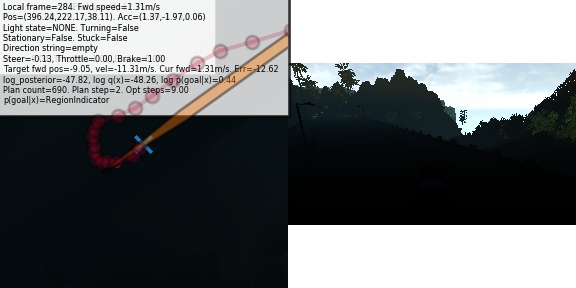 Local frame=284. Fwd speed=1.31m/s
Pos=(396.24,222.17,38.11). Acc=(1.37,-1.97,0.06)
Light state=NONE. Turning=False
Stationary=False. Stuck=False
Direction string=empty
Steer=-0.13, Throttle=0.00, Brake=1.00
Target fwd pos=-9.05, vel=-11.31m/s. Cur fwd=1.31m/s. Err=-12.62
log_posterior=-47.82, log q(x)=-48.26, log p(goal|x)=0.44
Plan count=690. Plan step=2. Opt steps=9.00
p(goal|x)=RegionIndicator